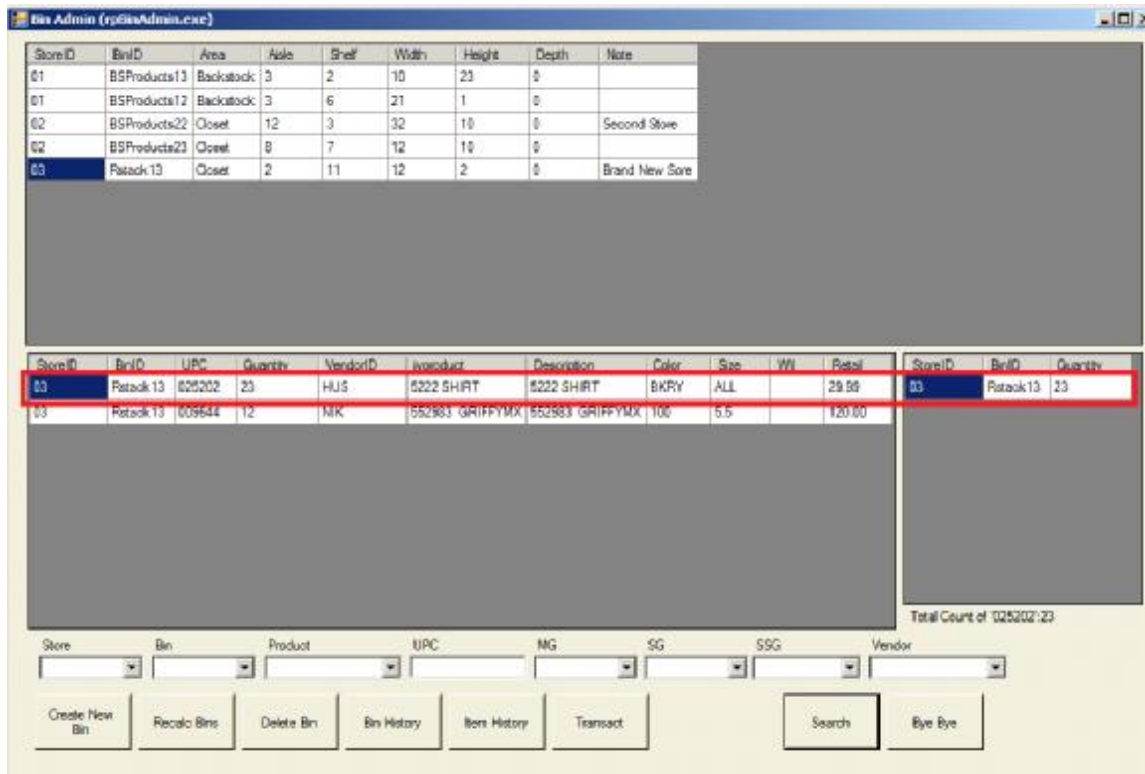 Bin Admin (rpBinAdmin.exe)
StoreID BinID Area Aisle Shelf Width Height Depth Note
01 BSProducts13 Backstock 3 2 10 23 0
01 BSProducts12 Backstock 3 6 21 1 0
02 BSProducts22 Closet 12 3 32 10 0 Second Store
02 BSProducts23 Closet 8 7 12 10 0
03 Rstack13 Closet 2 11 12 2 0 Brand New Sore
StoreID BinID UPC Quantity VendorID ivproduct Description Color Size WI Retail StoreID BinID Quantity
03 Rstack13 025202 23 HUS 5222 SHIRT 5222 SHIRT BKRY ALL 29.99 03 Rstack13 23
03 Rstack13 009644 12 NIK 552983 GRIFFYMX 552983 GRIFFYMX 100 5.5 120.00
Total Count of '025202':23
Store Bin Product UPC MG SG SSG Vendor
Create New Bin Recalc Bins Delete Bin Bin History Item History Transact Search Bye Bye